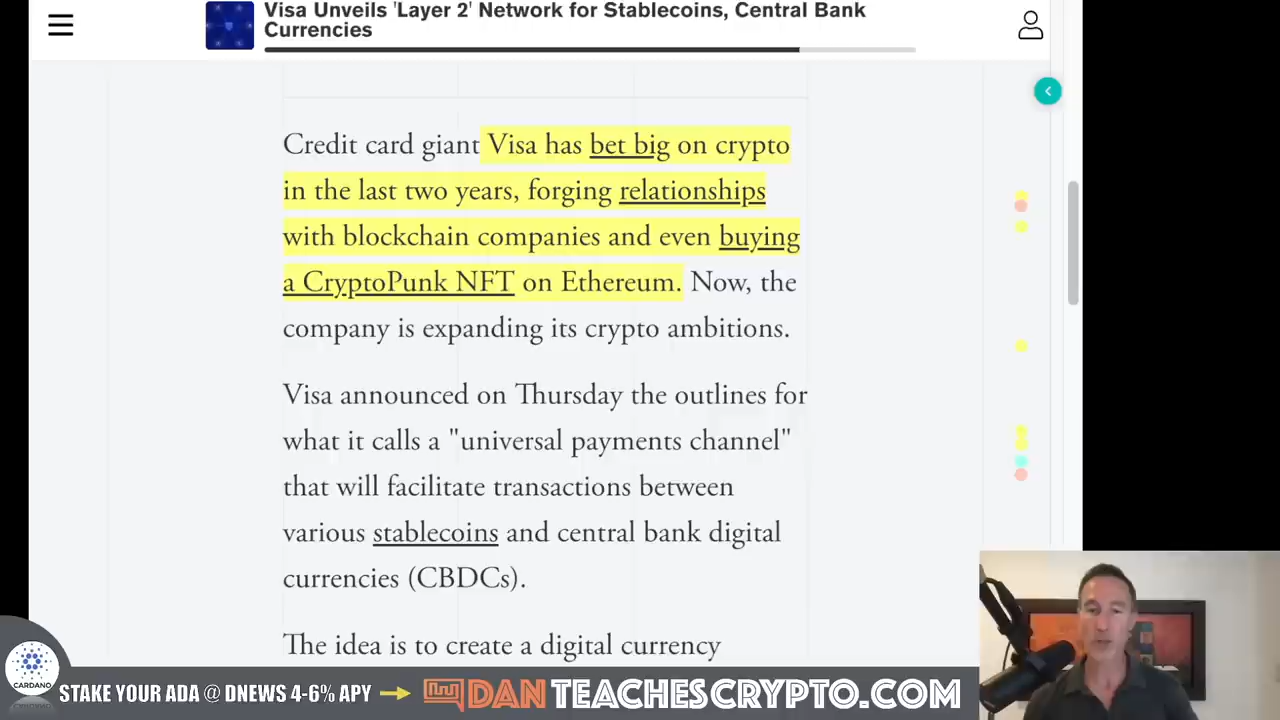 Visa Unveils 'Layer 2' Network for Stablecoins, Central Bank
Currencies
Credit card giant Visa has bet big on crypto
in the last two years, forging relationships
with blockchain companies and even buying
a CryptoPunk NFT on Ethereum. Now, the
company is expanding its crypto ambitions.
Visa announced on Thursday the outlines for
what it calls a "universal payments channel"
that will facilitate transactions between
various stablecoins and central bank digital
currencies (CBDCs).
The idea is to create a digital currency
CARDANO
STAKE YOUR ADA @ DNEWS 4-6% APY
DANTEACHESCRYPTO.COM